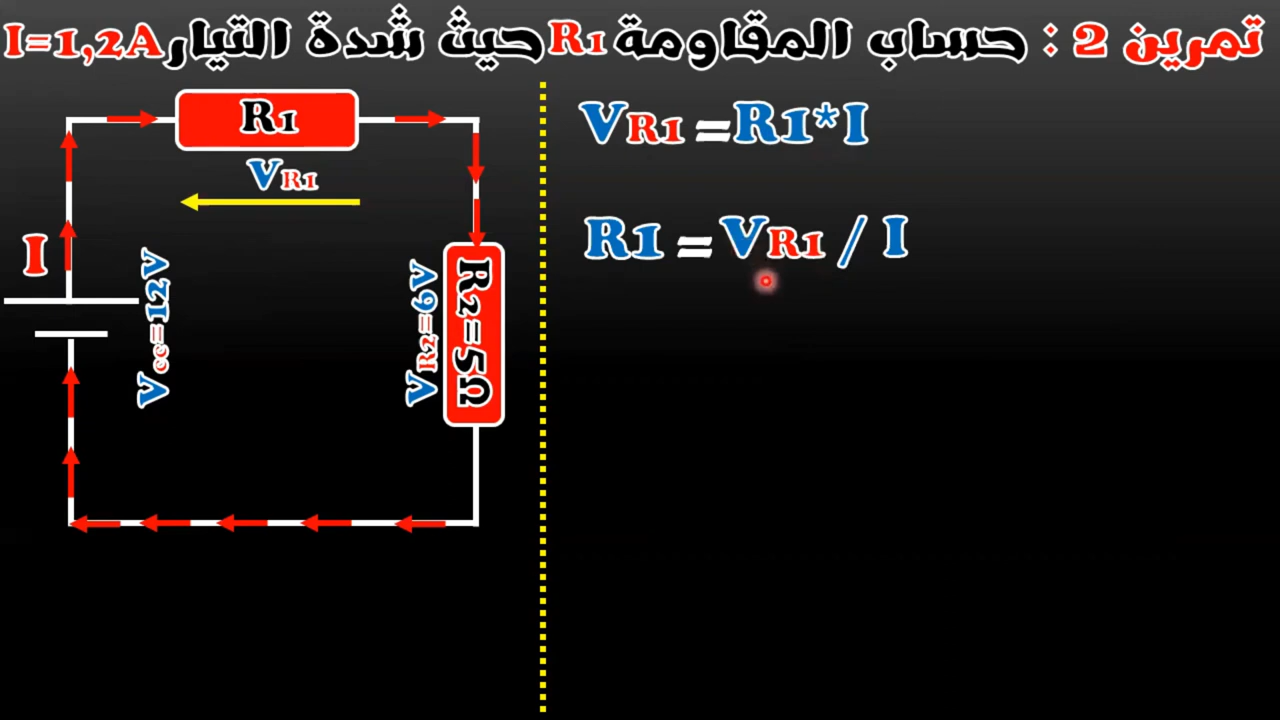 تمرين 2 : حساب المقاومة R1 حيث شدة التيار I=1,2A
R1
VR1
VR1 =R1*I
R1 = VR1 / I
I
Vcc=12V
VR2=6V
R2=5Ω